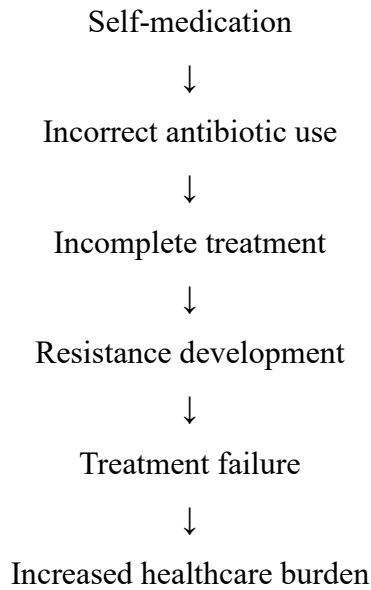 Self-medication
↓
Incorrect antibiotic use
↓
Incomplete treatment
↓
Resistance development
↓
Treatment failure
↓
Increased healthcare burden